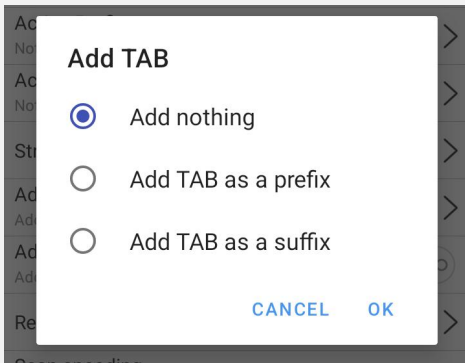 Add TAB
Add nothing
Add TAB as a prefix
Add TAB as a suffix
CANCEL OK